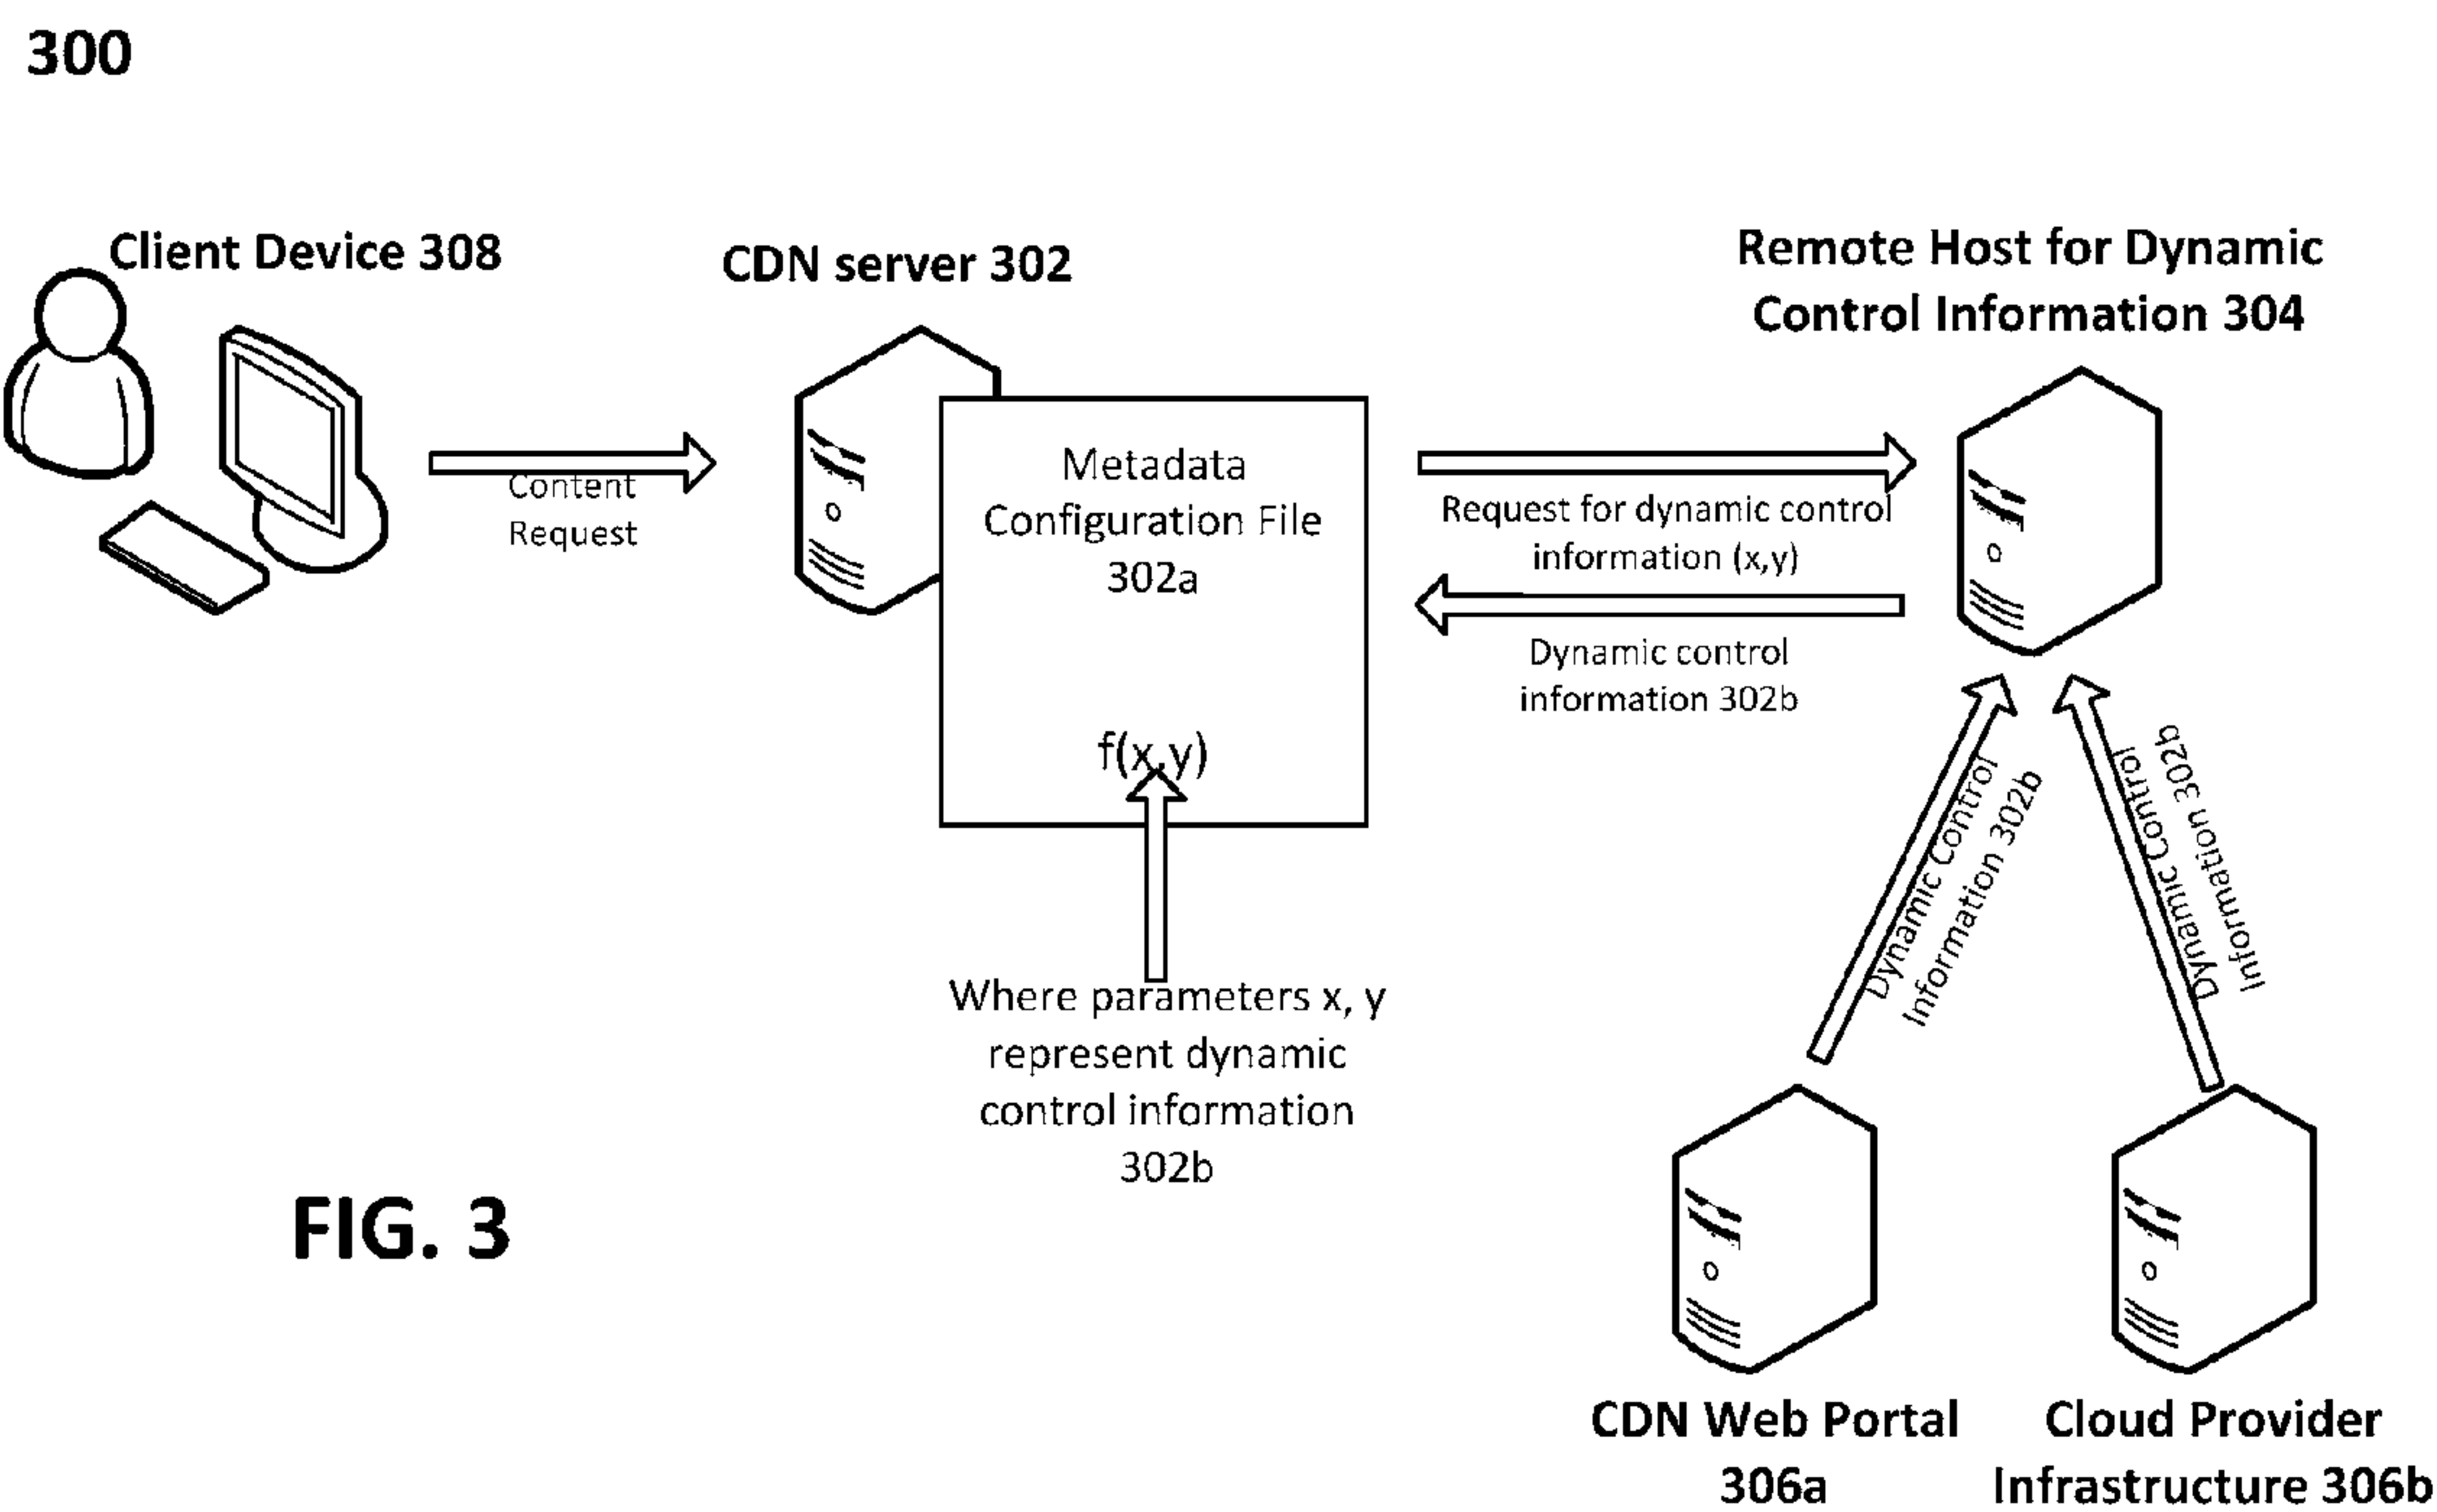 300
Client Device 308
CDN server 302
Remote Host for Dynamic
Control Information 304
Content
Request
Metadata
Configuration File
302a
f(x,y)
Request for dynamic control
information (x,y)
Dynamic control
information 302b
Where parameters x, y
represent dynamic
control information
302b
Dynamic Control
Information 302b
Dynamic Control
Information 302b
CDN Web Portal
306a
Cloud Provider
Infrastructure 306b
FIG. 3